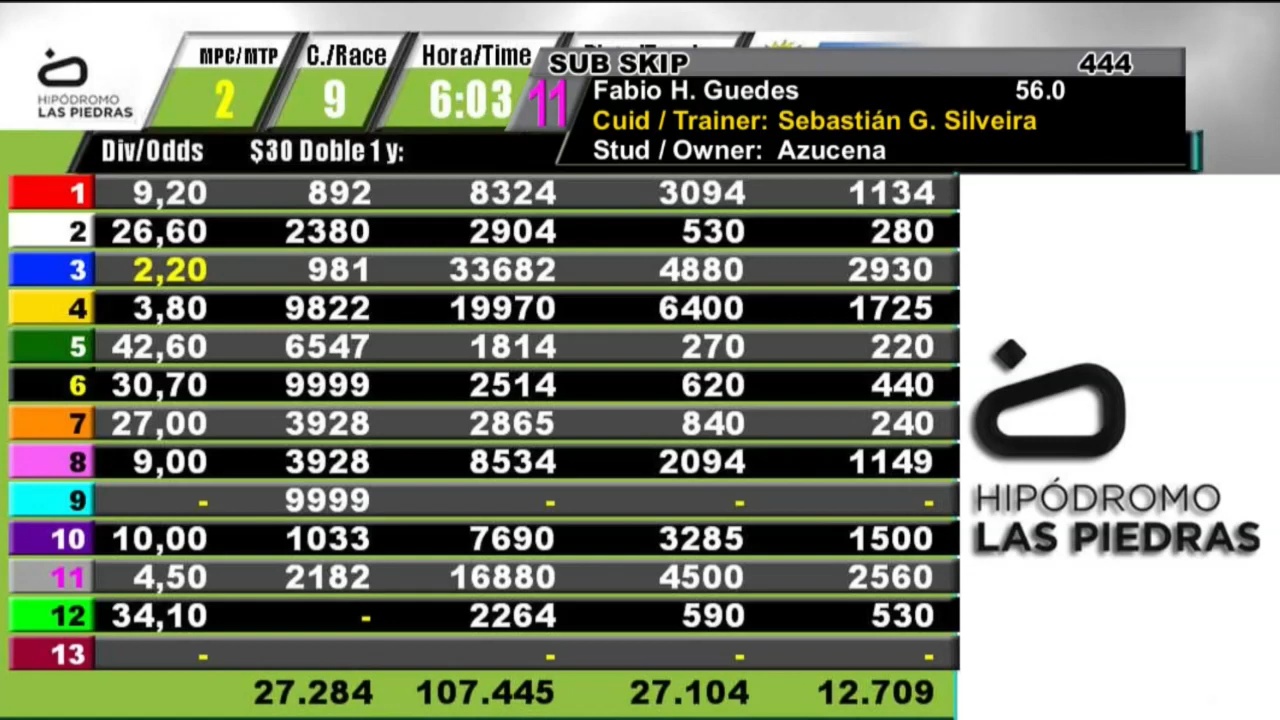 MPC/MTP C./Race Hora/Time
2 9 6:03
SUB SKIP 444
11 Fabio H. Guedes 56.0
Cuid / Trainer: Sebastián G. Silveira
Stud / Owner: Azucena
HIPÓDROMO
LAS PIEDRAS
Div/Odds $30 Doble 1 y:
1 9,20 892 8324 3094 1134
2 26,60 2380 2904 530 280
3 2,20 981 33682 4880 2930
4 3,80 9822 19970 6400 1725
5 42,60 6547 1814 270 220
6 30,70 9999 2514 620 440
7 27,00 3928 2865 840 240
8 9,00 3928 8534 2094 1149
9 - 9999 - - -
10 10,00 1033 7690 3285 1500
11 4,50 2182 16880 4500 2560
12 34,10 - 2264 590 530
13 - - - -
27.284 107.445 27.104 12.709
HIPÓDROMO
LAS PIEDRAS